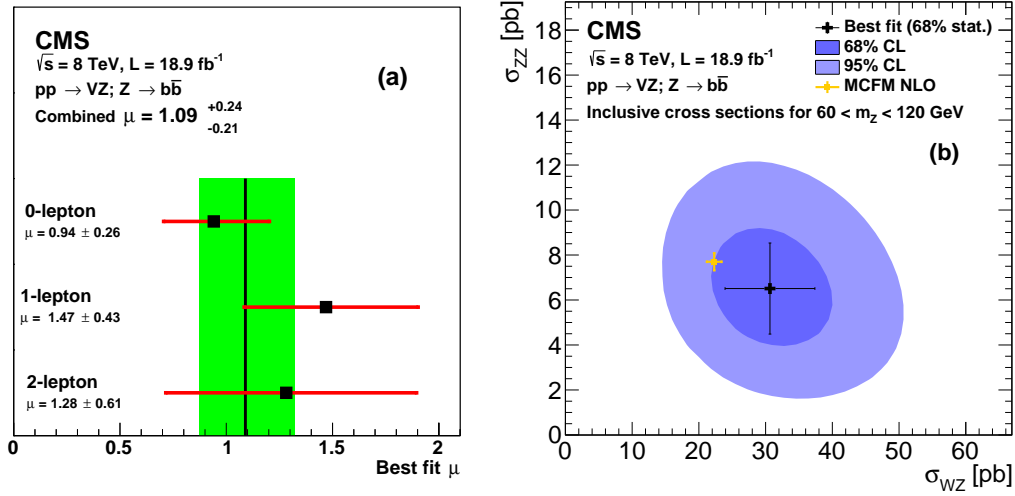 CMS
√s = 8 TeV, L = 18.9 fb⁻¹
(a)
pp → VZ; Z → bb̄
Combined μ = 1.09 +0.24 -0.21
0-lepton
μ = 0.94 ± 0.26
1-lepton
μ = 1.47 ± 0.43
2-lepton
μ = 1.28 ± 0.61
0 0.5 1 1.5 2
Best fit μ
σZZ [pb]
18
16
14
12
10
8
6
4
2
0
CMS
√s = 8 TeV, L = 18.9 fb⁻¹
pp → VZ; Z → bb̄
Best fit (68% stat.)
68% CL
95% CL
MCFM NLO
Inclusive cross sections for 60 < mZ < 120 GeV
(b)
0 10 20 30 40 50 60
σWZ [pb]